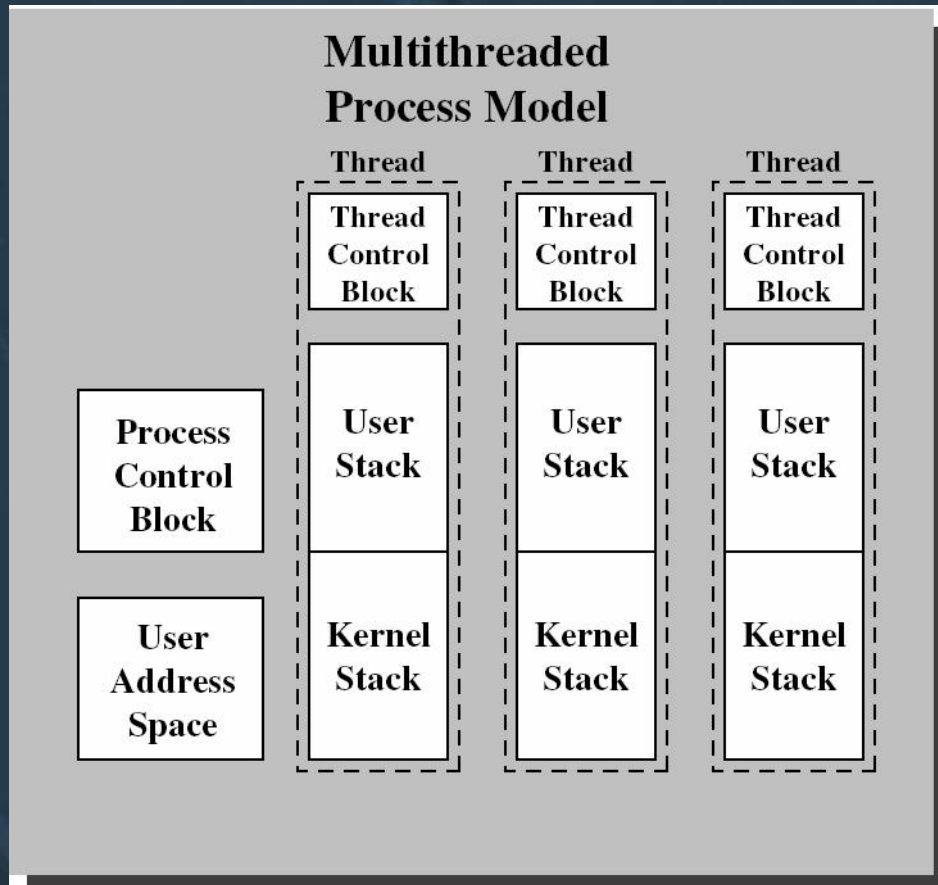 Multithreaded
Process Model
Thread
Thread
Control
Block
User
Stack
Kernel
Stack
Thread
Thread
Control
Block
User
Stack
Kernel
Stack
Thread
Thread
Control
Block
User
Stack
Kernel
Stack
Process
Control
Block
User
Address
Space